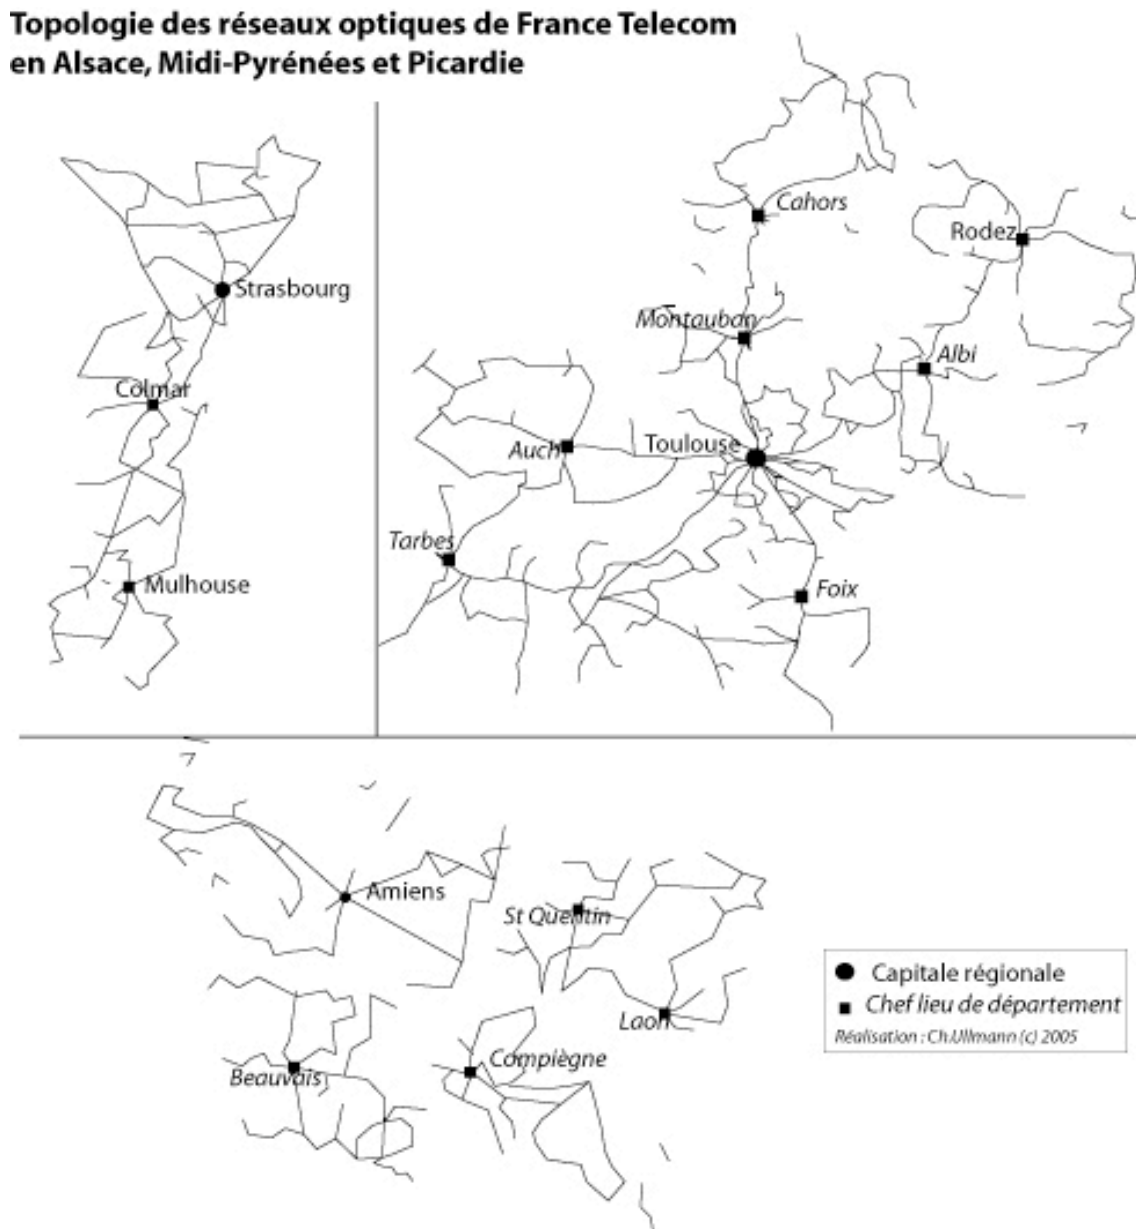 Topologie des réseaux optiques de France Telecom
en Alsace, Midi-Pyrénées et Picardie
Cahors
Rodez
Strasbourg
Montauban
Albi
Colmar
Toulouse
Auch
Tarbes
Mulhouse
Foix
Amiens
St Quentin
Laon
Compiègne
Beauvais
Capitale régionale
Chef lieu de département
Réalisation : Ch.Ullmann (c) 2005